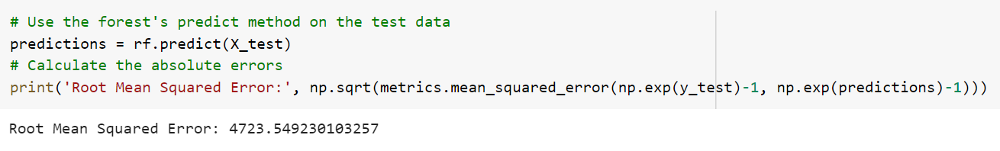 # Use the forest's predict method on the test data
predictions = rf.predict(X_test)
# Calculate the absolute errors
print('Root Mean Squared Error:', np.sqrt(metrics.mean_squared_error(np.exp(y_test)-1, np.exp(predictions)-1)))
Root Mean Squared Error: 4723.549230103257